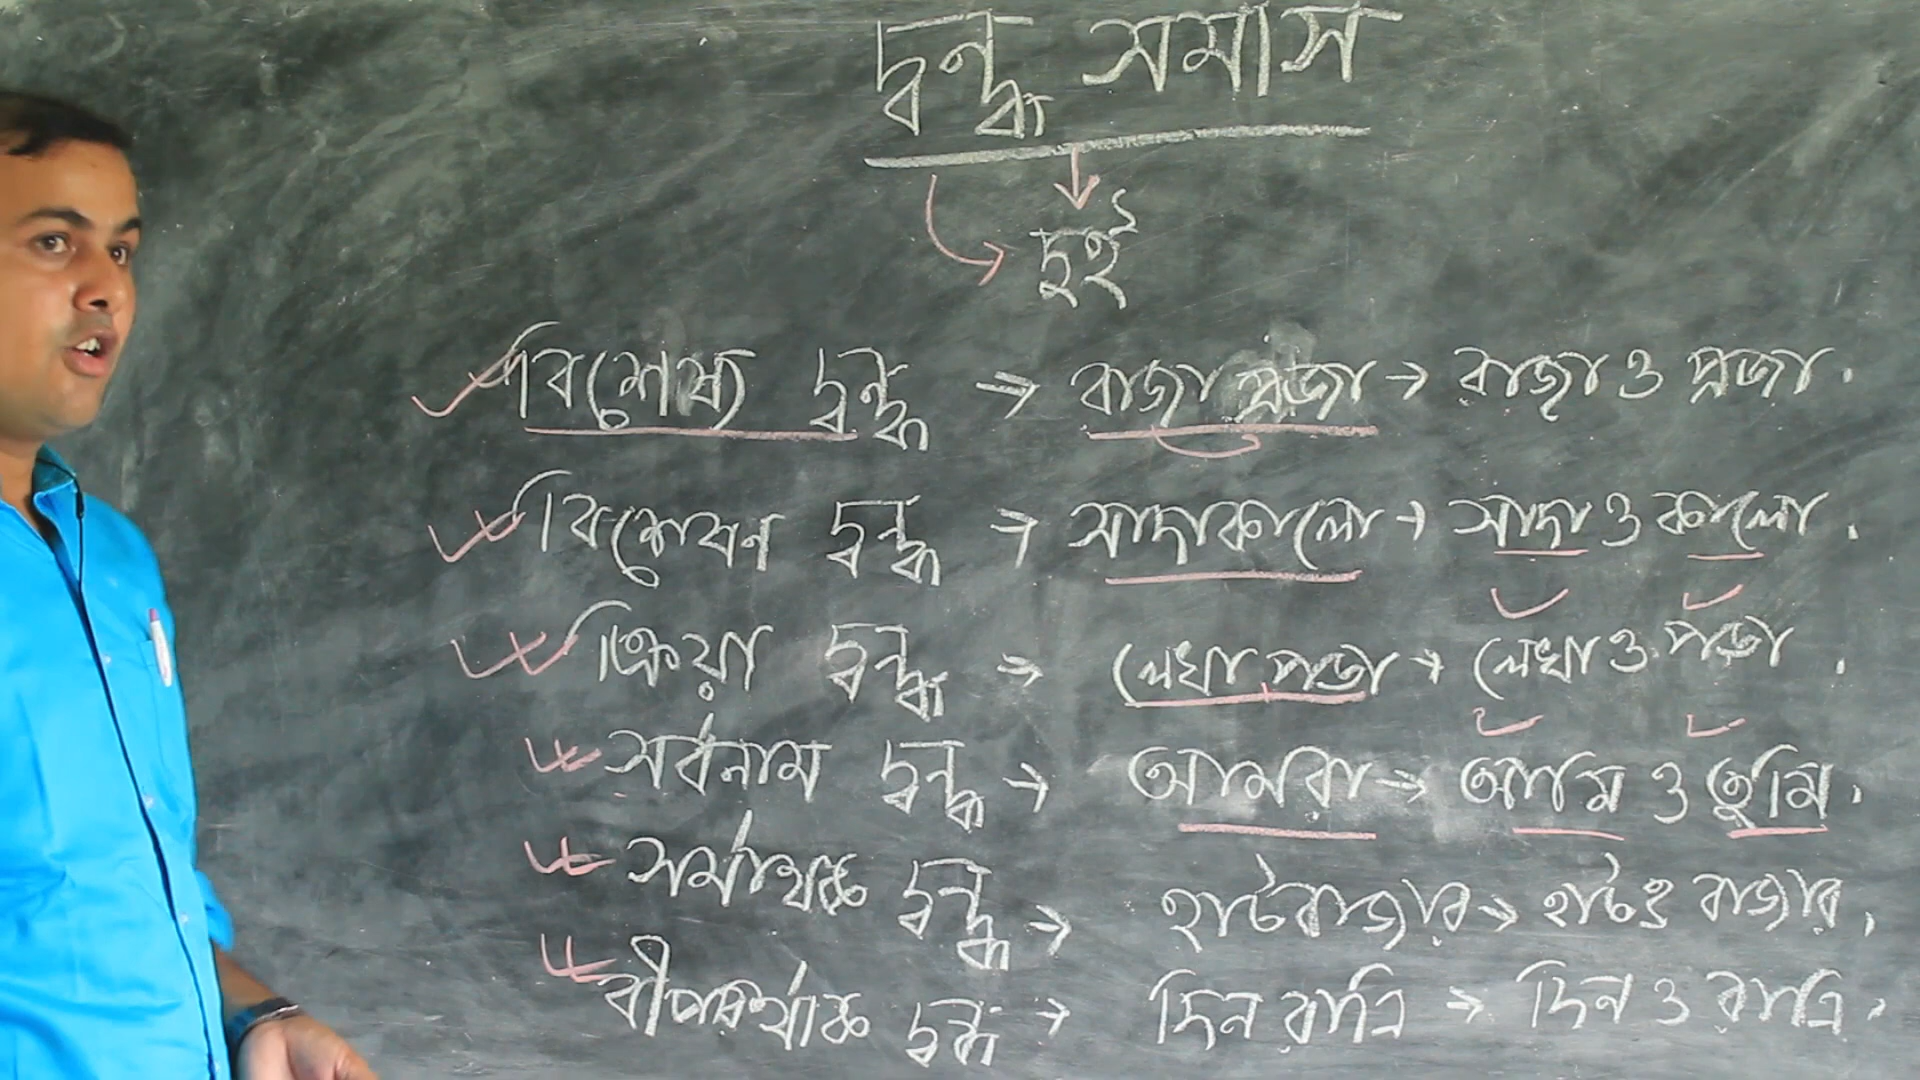 দ্বন্দ্ব সমাস
দুই
বিশেষ্য দ্বন্দ্ব → রাজা প্রজা → রাজা ও প্রজা.
বিশেষণ দ্বন্দ্ব → সাদাকালো → সাদা ও কালো.
ক্রিয়া দ্বন্দ্ব → লেখা পড়া → লেখা ও পড়া.
সর্বনাম দ্বন্দ্ব → আমরা → আমি ও তুমি.
সমার্থক দ্বন্দ্ব → হাটবাজার → হাট ও বাজার.
বীপরীর্থাক দ্বন্দ্ব → দিন রাত্রি → দিন ও রাত্রি.